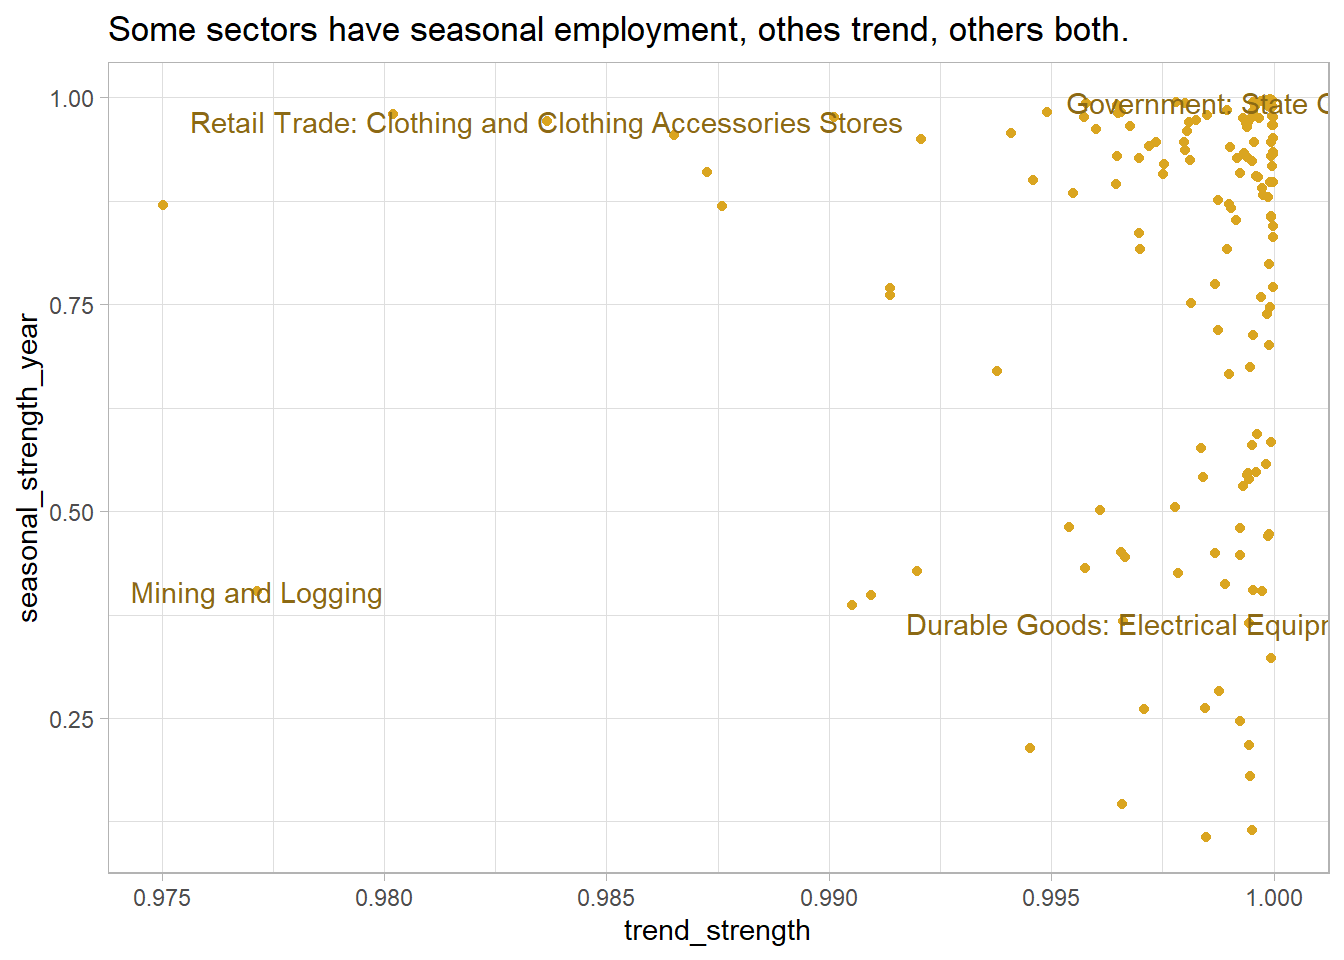 Some sectors have seasonal employment, othes trend, others both.
seasonal_strength_year
1.00
0.75
0.50
0.25
Government: State
Retail Trade: Clothing and Clothing Accessories Stores
Mining and Logging
Durable Goods: Electrical
0.975
0.980
0.985
0.990
0.995
1.000
trend_strength